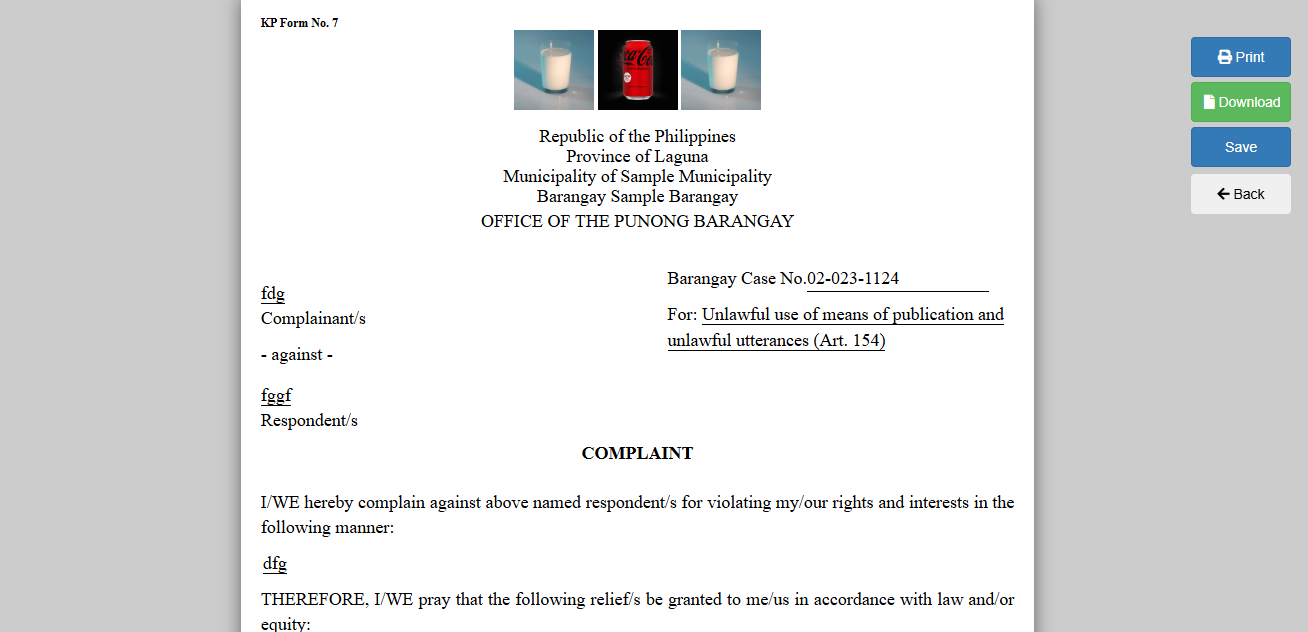 KP Form No. 7
Republic of the Philippines
Province of Laguna
Municipality of Sample Municipality
Barangay Sample Barangay
OFFICE OF THE PUNONG BARANGAY
Barangay Case No.02-023-1124
For: Unlawful use of means of publication and
unlawful utterances (Art. 154)
fdg
Complainant/s
- against -
fggf
Respondent/s
COMPLAINT
I/WE hereby complain against above named respondent/s for violating my/our rights and interests in the
following manner:
dfg
THEREFORE, I/WE pray that the following relief/s be granted to me/us in accordance with law and/or
equity:
Print
Download
Save
Back